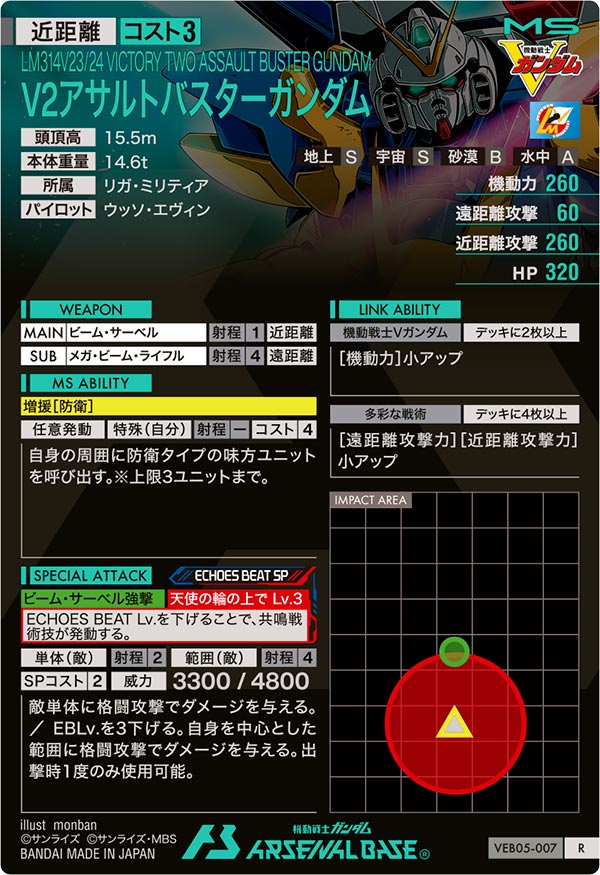 近距離 コスト3 MS
LM314V23/24 VICTORY TWO ASSAULT BUSTER GUNDAM
機動戦士 Vガンダム
V2アサルトバスターガンダム
LM
頭頂高 15.5m
本体重量 14.6t
所属 リガ・ミリティア
パイロット ウッソ・エヴィン
地上 S 宇宙 S 砂漠 B 水中 A
機動力 260
遠距離攻撃 60
近距離攻撃 260
HP 320
WEAPON
MAIN ビーム・サーベル 射程 1 近距離
SUB メガ・ビーム・ライフル 射程 4 遠距離
MS ABILITY
増援[防衛]
任意発動 特殊(自分) 射程 ー コスト 4
自身の周囲に防衛タイプの味方ユニット
を呼び出す。※上限3ユニットまで。
SPECIAL ATTACK ECHOES BEAT SP
ビーム・サーベル強撃 天使の輪の上で Lv.3
ECHOES BEAT Lv.を下げることで、共鳴戦
術技が発動する。
単体(敵) 射程 2 範囲(敵) 射程 4
SPコスト 2 威力 3300 / 4800
敵単体に格闘攻撃でダメージを与える。
／ EBLv.を3下げる。自身を中心とした
範囲に格闘攻撃でダメージを与える。出
撃時1度のみ使用可能。
LINK ABILITY
機動戦士Vガンダム デッキに2枚以上
[機動力]小アップ
多彩な戦術 デッキに4枚以上
[遠距離攻撃力][近距離攻撃力]
小アップ
IMPACT AREA
illust monban
©サンライズ ©サンライズ・MBS
BANDAI MADE IN JAPAN
機動戦士ガンダム
ARSENAL BASE®
VEB05-007 R